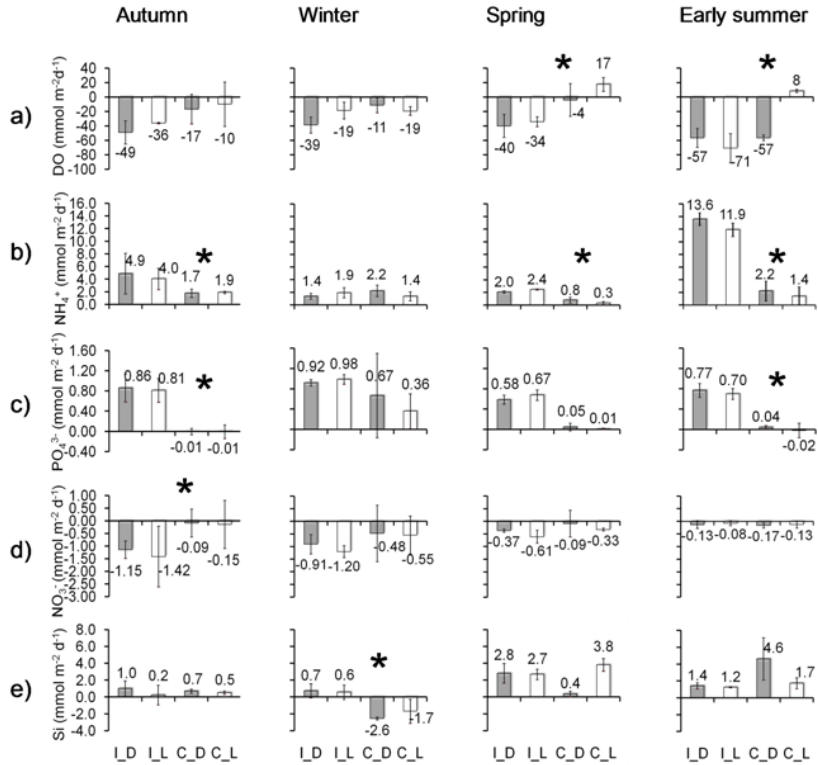 Autumn Winter Spring Early summer
a)
DO (mmol m-2d-1)
40
20
0
-20
-40
-60
-80
-100
-49 -36 -17 -10
-39 -19 -11 -19
* -40 -34 -4 17
* -57 -71 -57 8
b)
NH4+ (mmol m-2 d-1)
16.0
14.0
12.0
10.0
8.0
6.0
4.0
2.0
0.0
4.9 4.0 1.7 * 1.9
1.4 1.9 2.2 1.4
2.0 2.4 0.8 * 0.3
13.6 11.9 2.2 * 1.4
c)
PO43- (mmol m-2 d-1)
1.60
1.20
0.80
0.40
0.00
-0.40
0.86 0.81 * -0.01 -0.01
0.92 0.98 0.67 0.36
0.58 0.67 0.05 0.01
0.77 0.70 0.04 * -0.02
d)
NO3- (mmol m-2 d-1)
1.00
0.50
0.00
-0.50
-1.00
-1.50
-2.00
-2.50
-3.00
* -1.15 -1.42 -0.09 -0.15
-0.91 -1.20 -0.48 -0.55
-0.37 -0.61 -0.09 -0.33
-0.13 -0.08 -0.17 -0.13
e)
Si (mmol m-2 d-1)
8.0
6.0
4.0
2.0
0.0
-2.0
-4.0
1.0 0.2 0.7 0.5
0.7 0.6 * -2.6 -1.7
2.8 2.7 0.4 3.8
1.4 1.2 4.6 1.7
I_D I_L C_D C_L I_D I_L C_D C_L I_D I_L C_D C_L I_D I_L C_D C_L